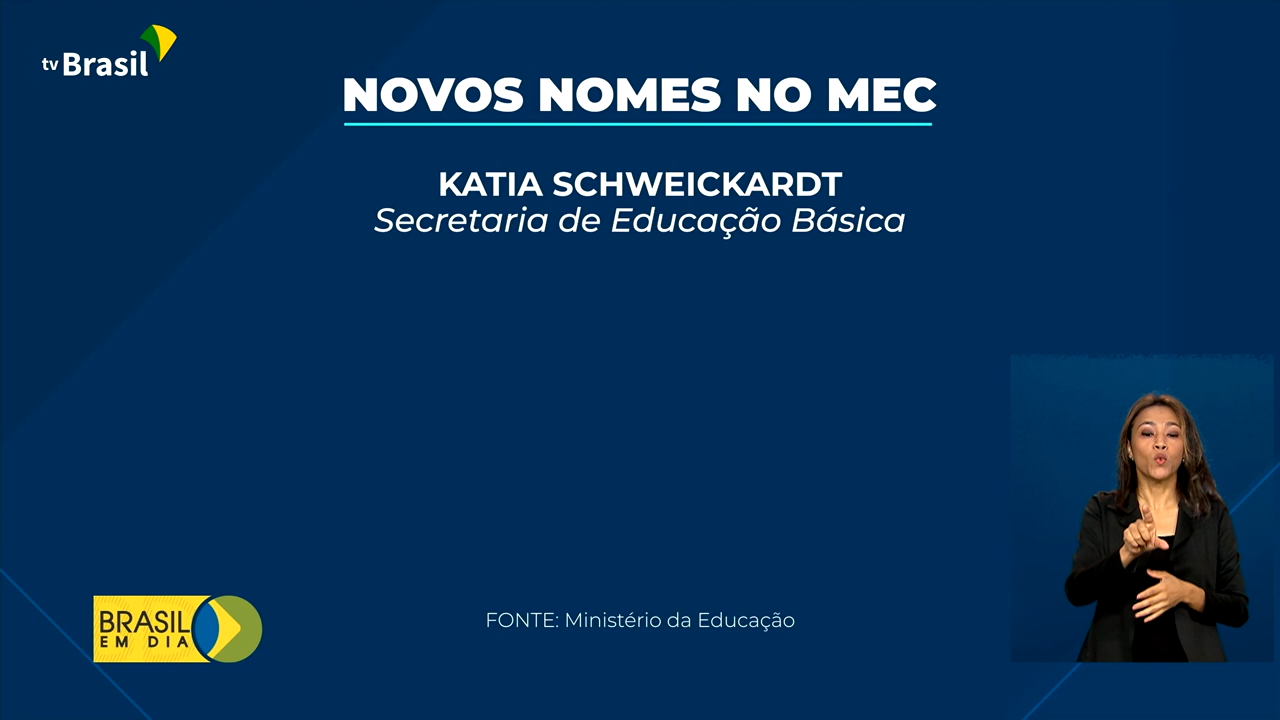 tv Brasil
NOVOS NOMES NO MEC
KATIA SCHWEICKARDT
Secretaria de Educação Básica
BRASIL
EM DIA
FONTE: Ministério da Educação